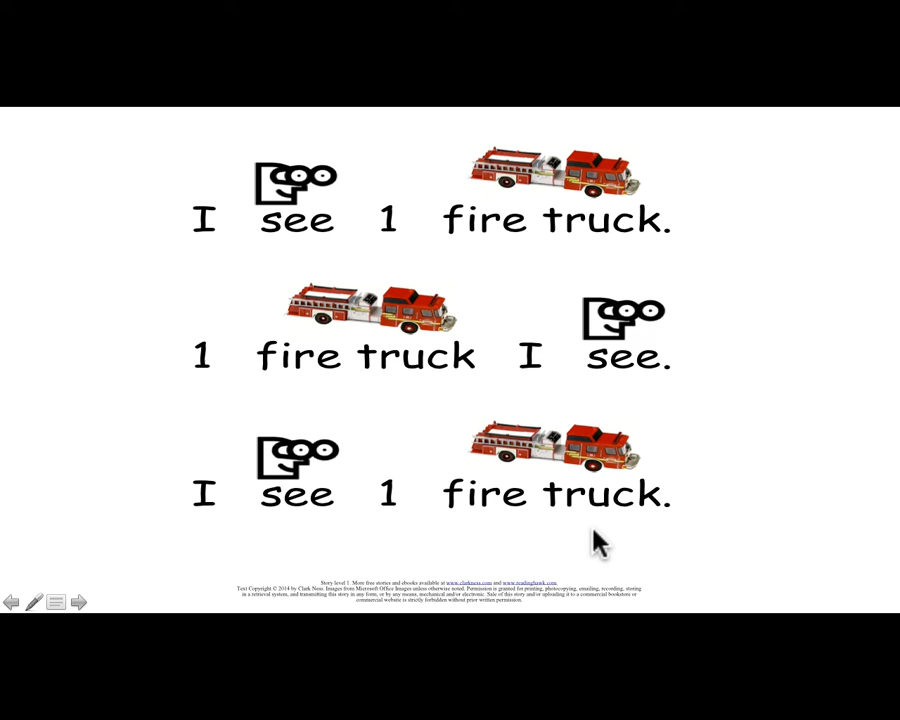 I see 1 fire truck.
1 fire truck I see.
I see 1 fire truck.
Story level 1. More free stories and ebooks available at www.clarkness.com and www.readinghawk.com
Text Copyright © 2014 by Clark Ness. Images from Microsoft Office Images unless otherwise noted. Permission is granted for printing, photocopying, emailing, recording, storing
in a retrieval system, and transmitting this story in any form, or by any means, mechanical and/or electronic. Sale of this story and/or uploading it to a commercial bookstore or
commercial website is strictly forbidden without prior written permission.